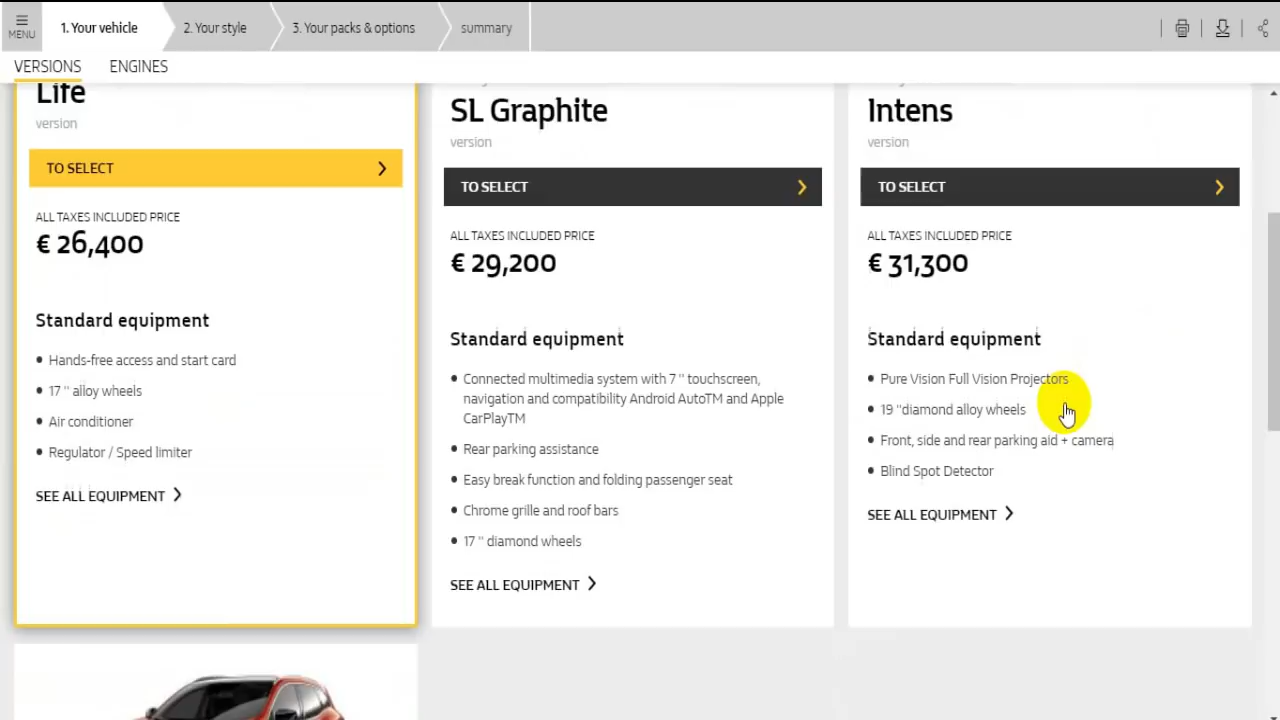 MENU
1. Your vehicle
2. Your style
3. Your packs & options
summary
VERSIONS
ENGINES
Life
version
TO SELECT
ALL TAXES INCLUDED PRICE
€ 26,400
Standard equipment
Hands-free access and start card
17 '' alloy wheels
Air conditioner
Regulator / Speed limiter
SEE ALL EQUIPMENT
SL Graphite
version
TO SELECT
ALL TAXES INCLUDED PRICE
€ 29,200
Standard equipment
Connected multimedia system with 7 '' touchscreen,
navigation and compatibility Android AutoTM and Apple
CarPlayTM
Rear parking assistance
Easy break function and folding passenger seat
Chrome grille and roof bars
17 '' diamond wheels
SEE ALL EQUIPMENT
Intens
version
TO SELECT
ALL TAXES INCLUDED PRICE
€ 31,300
Standard equipment
Pure Vision Full Vision Projectors
19 ''diamond alloy wheels
Front, side and rear parking aid + camera
Blind Spot Detector
SEE ALL EQUIPMENT